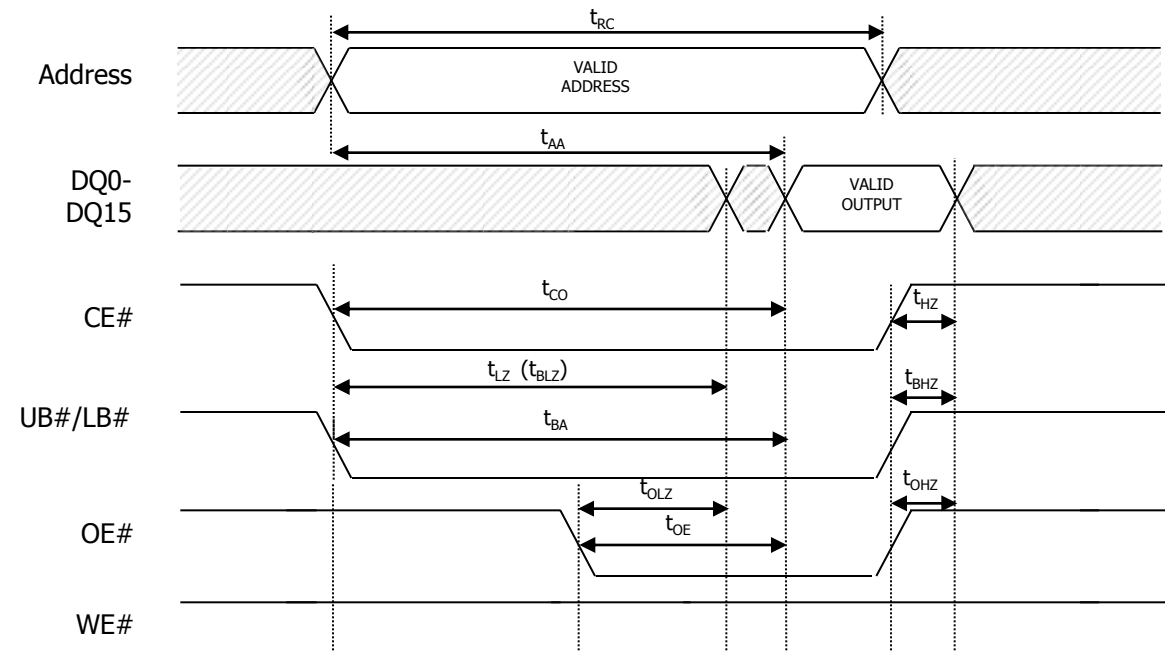 tRC
Address
VALID
ADDRESS
tAA
DQ0-
DQ15
VALID
OUTPUT
CE#
tCO
tHZ
tLZ (tBLZ)
tBHZ
UB#/LB#
tBA
tOLZ
tOHZ
OE#
tOE
WE#